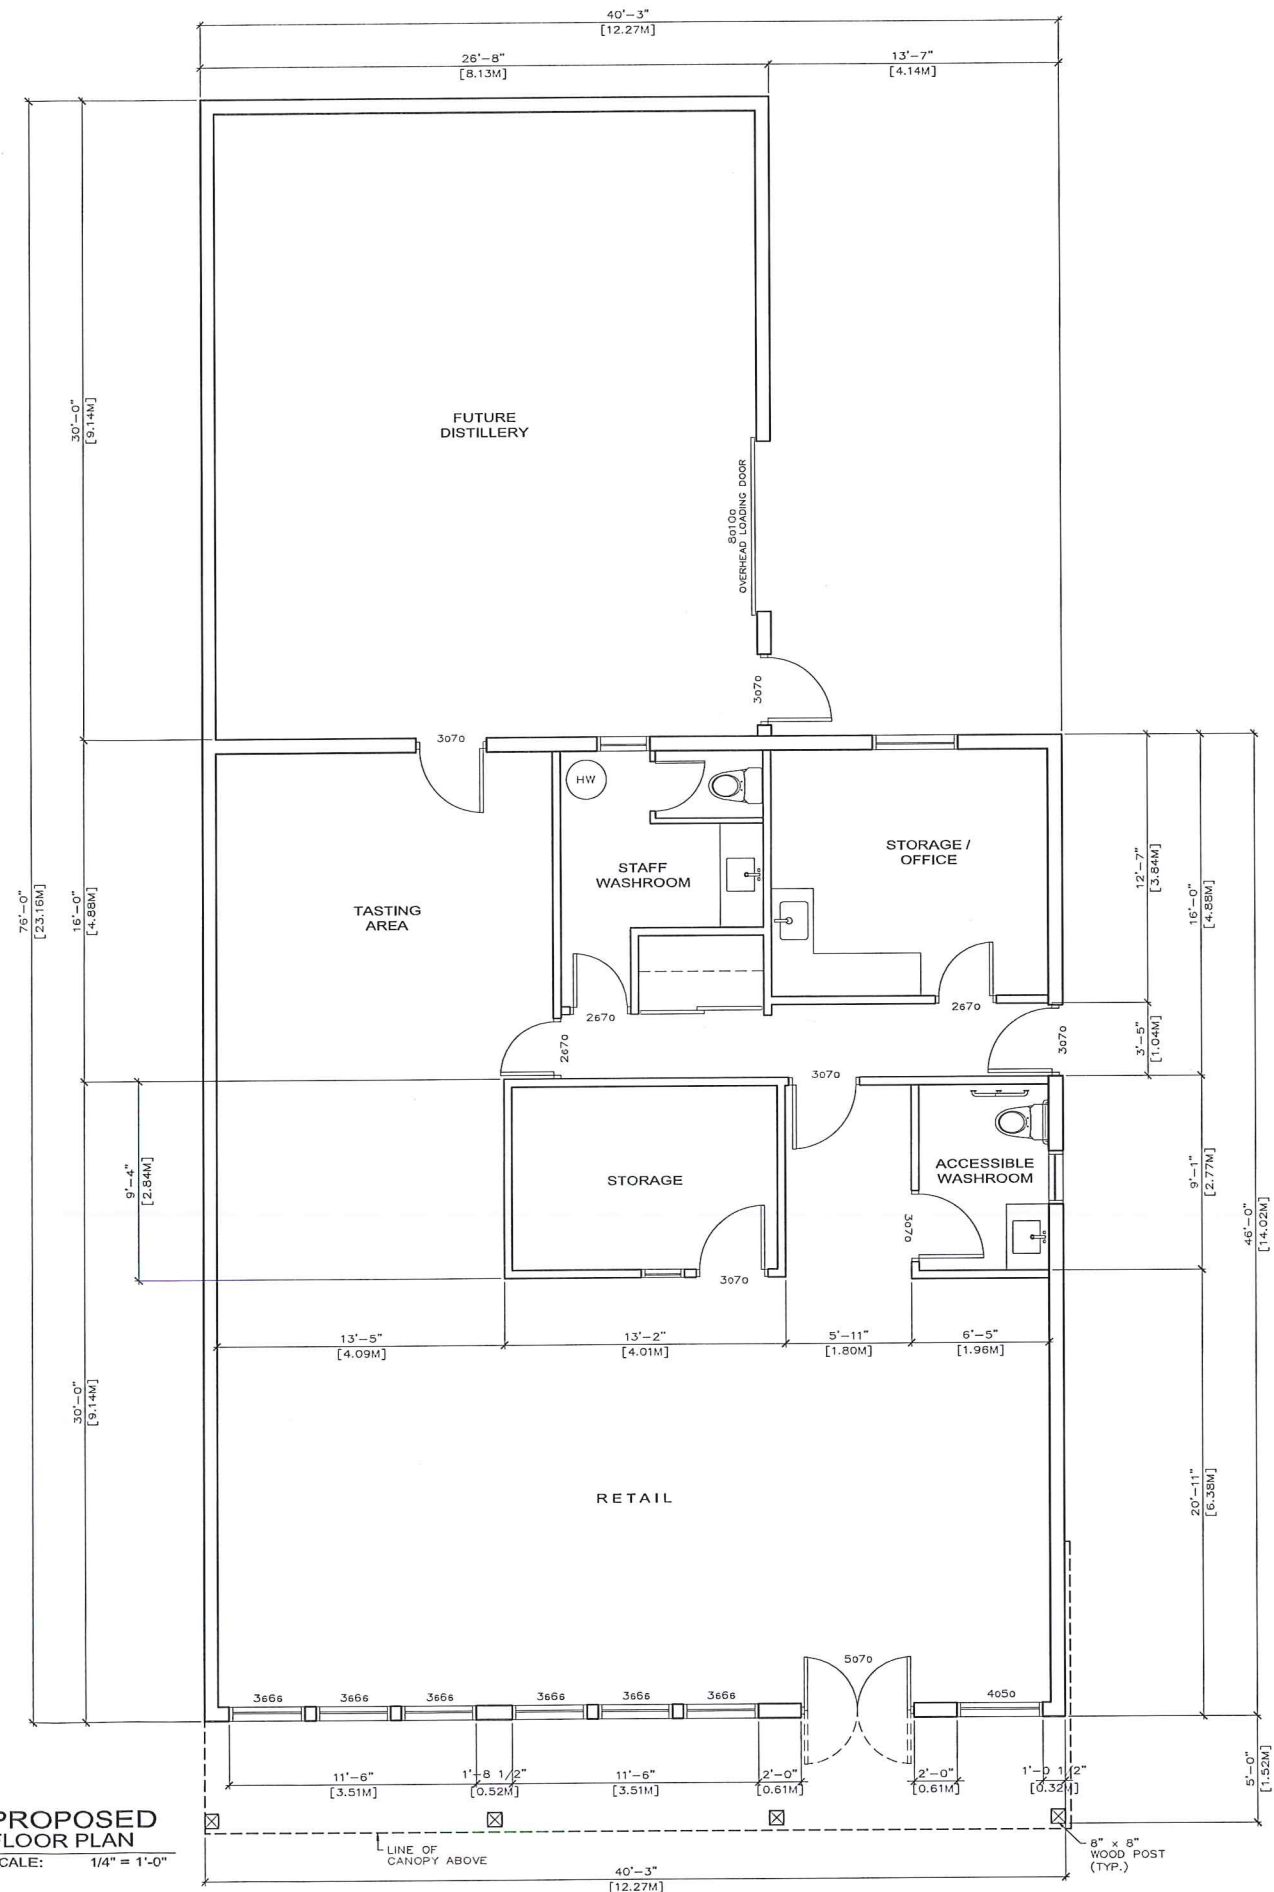 40'-3"
[12.27M]
26'-8"
[8.13M]
13'-7"
[4.14M]
76'-0"
[23.16M]
30'-0"
[9.14M]
FUTURE
DISTILLERY
8010
OVERHEAD LOADING DOOR
3070
3070
HW
STAFF
WASHROOM
STORAGE /
OFFICE
TASTING
AREA
16'-0"
[4.88M]
12'-7"
[3.84M]
16'-0"
[4.88M]
2670
2670
2670
3070
3'-5"
[1.04M]
3070
9'-4"
[2.84M]
STORAGE
ACCESSIBLE
WASHROOM
3070
3070
9'-1"
[2.77M]
46'-0"
[14.02M]
13'-5"
[4.09M]
13'-2"
[4.01M]
5'-11"
[1.80M]
6'-5"
[1.96M]
30'-0"
[9.14M]
RETAIL
20'-11"
[6.38M]
5070
3666
3666
3666
3666
3666
3666
4050
11'-6"
[3.51M]
1'-8 1/2"
[0.52M]
11'-6"
[3.51M]
2'-0"
[0.61M]
2'-0"
[0.61M]
1'-0 1/2"
[0.32M]
5'-0"
[1.52M]
PROPOSED
FLOOR PLAN
SCALE: 1/4" = 1'-0"
LINE OF
CANOPY ABOVE
8" x 8"
WOOD POST
(TYP.)
40'-3"
[12.27M]